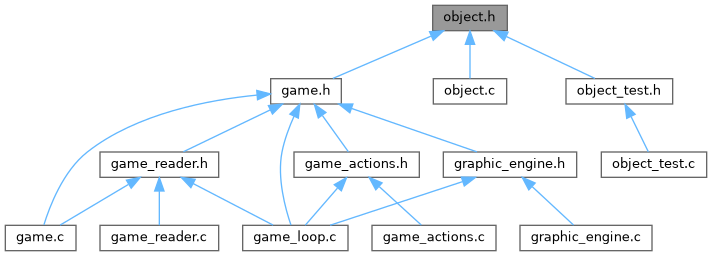 object.h
game.h
object.c
object_test.h
game_reader.h
game_actions.h
graphic_engine.h
object_test.c
game.c
game_reader.c
game_loop.c
game_actions.c
graphic_engine.c